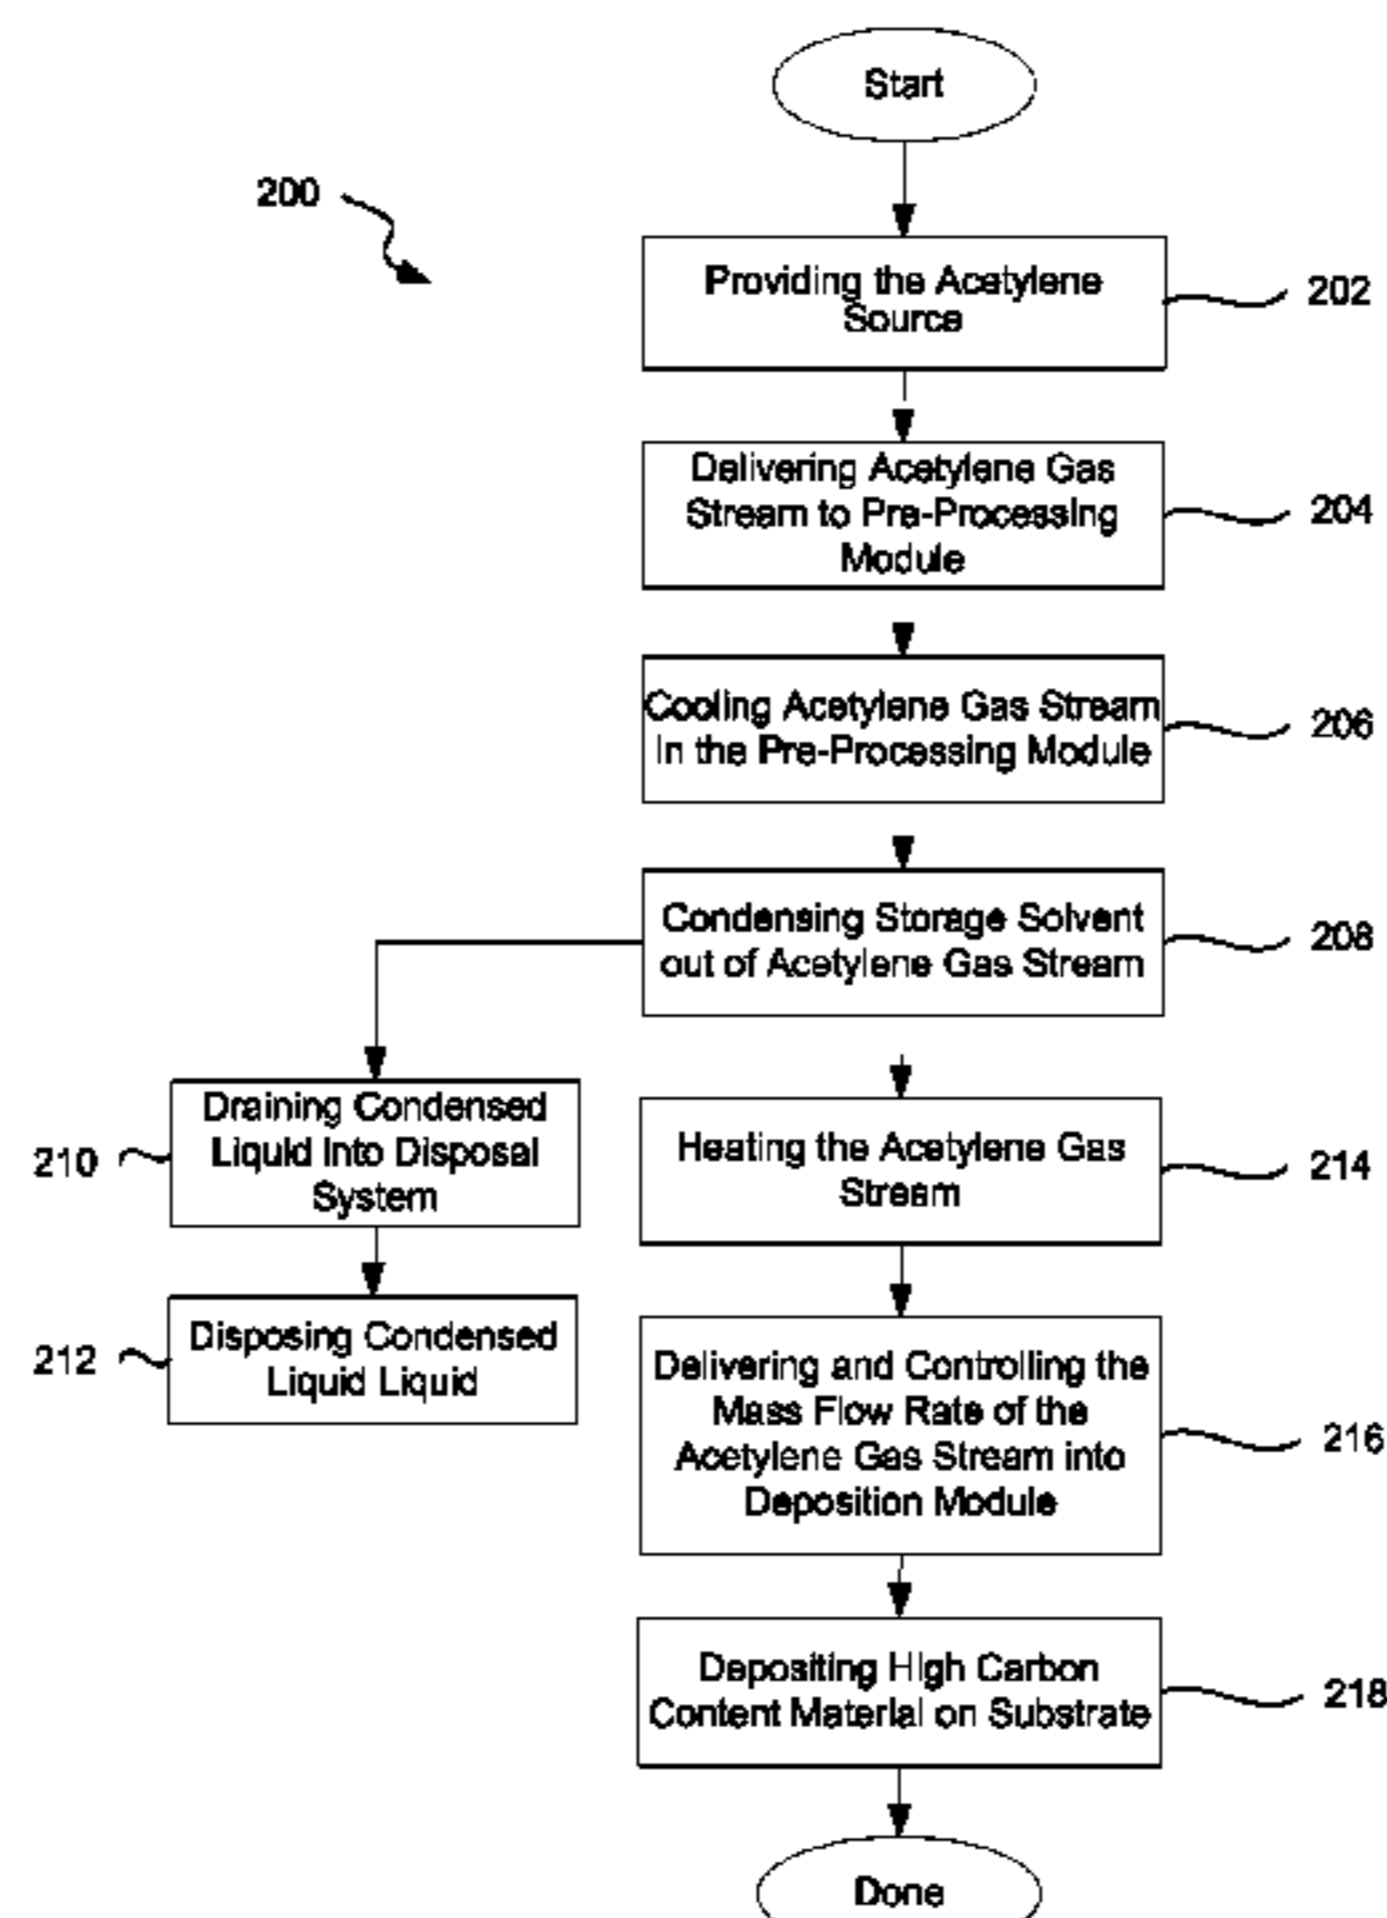 Start
200
Providing the Acetylene
Source
202
Delivering Acetylene Gas
Stream to Pre-Processing
Module
204
Cooling Acetylene Gas Stream
in the Pre-Processing Module
206
Condensing Storage Solvent
out of Acetylene Gas Stream
208
Draining Condensed
Liquid into Disposal
System
210
Heating the Acetylene Gas
Stream
214
Disposing Condensed
Liquid Liquid
212
Delivering and Controlling the
Mass Flow Rate of the
Acetylene Gas Stream into
Deposition Module
216
Depositing High Carbon
Content Material on Substrate
218
Done